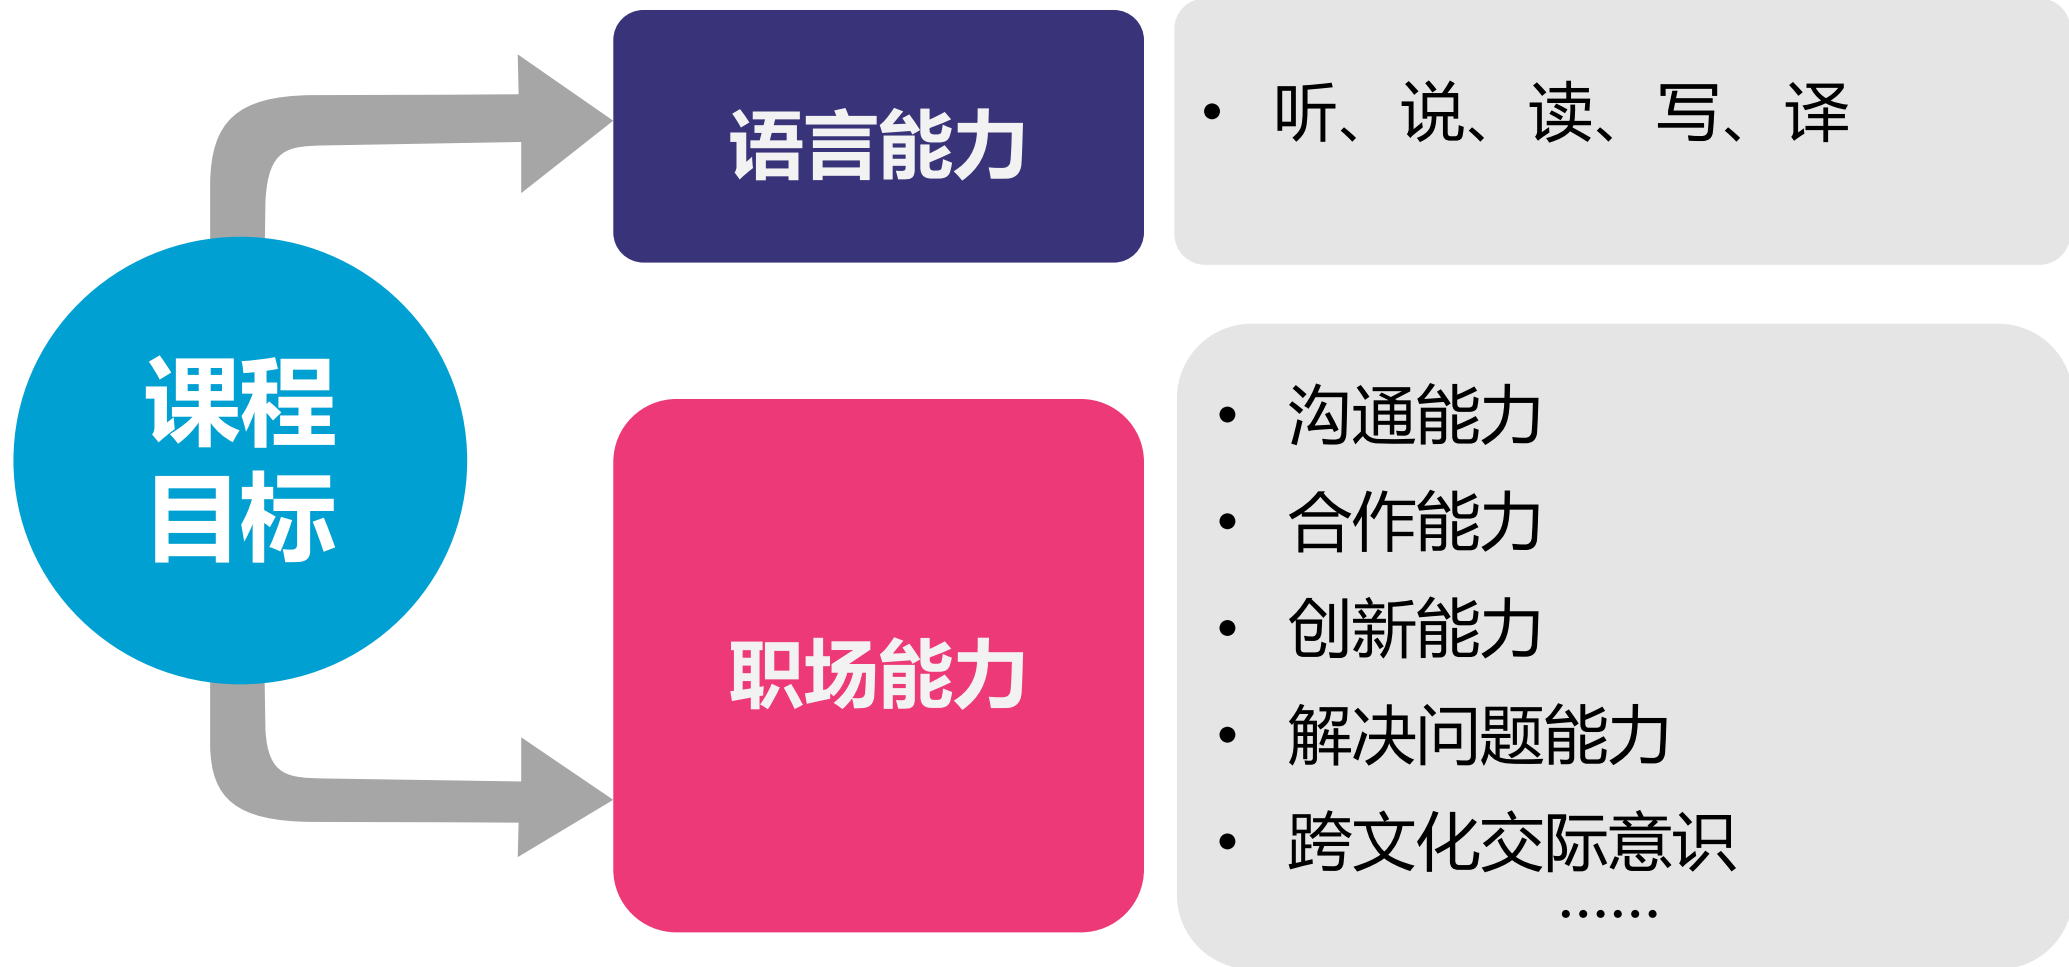 课程
目标
语言能力
• 听、说、读、写、译
职场能力
• 沟通能力
• 合作能力
• 创新能力
• 解决问题能力
• 跨文化交际意识
……